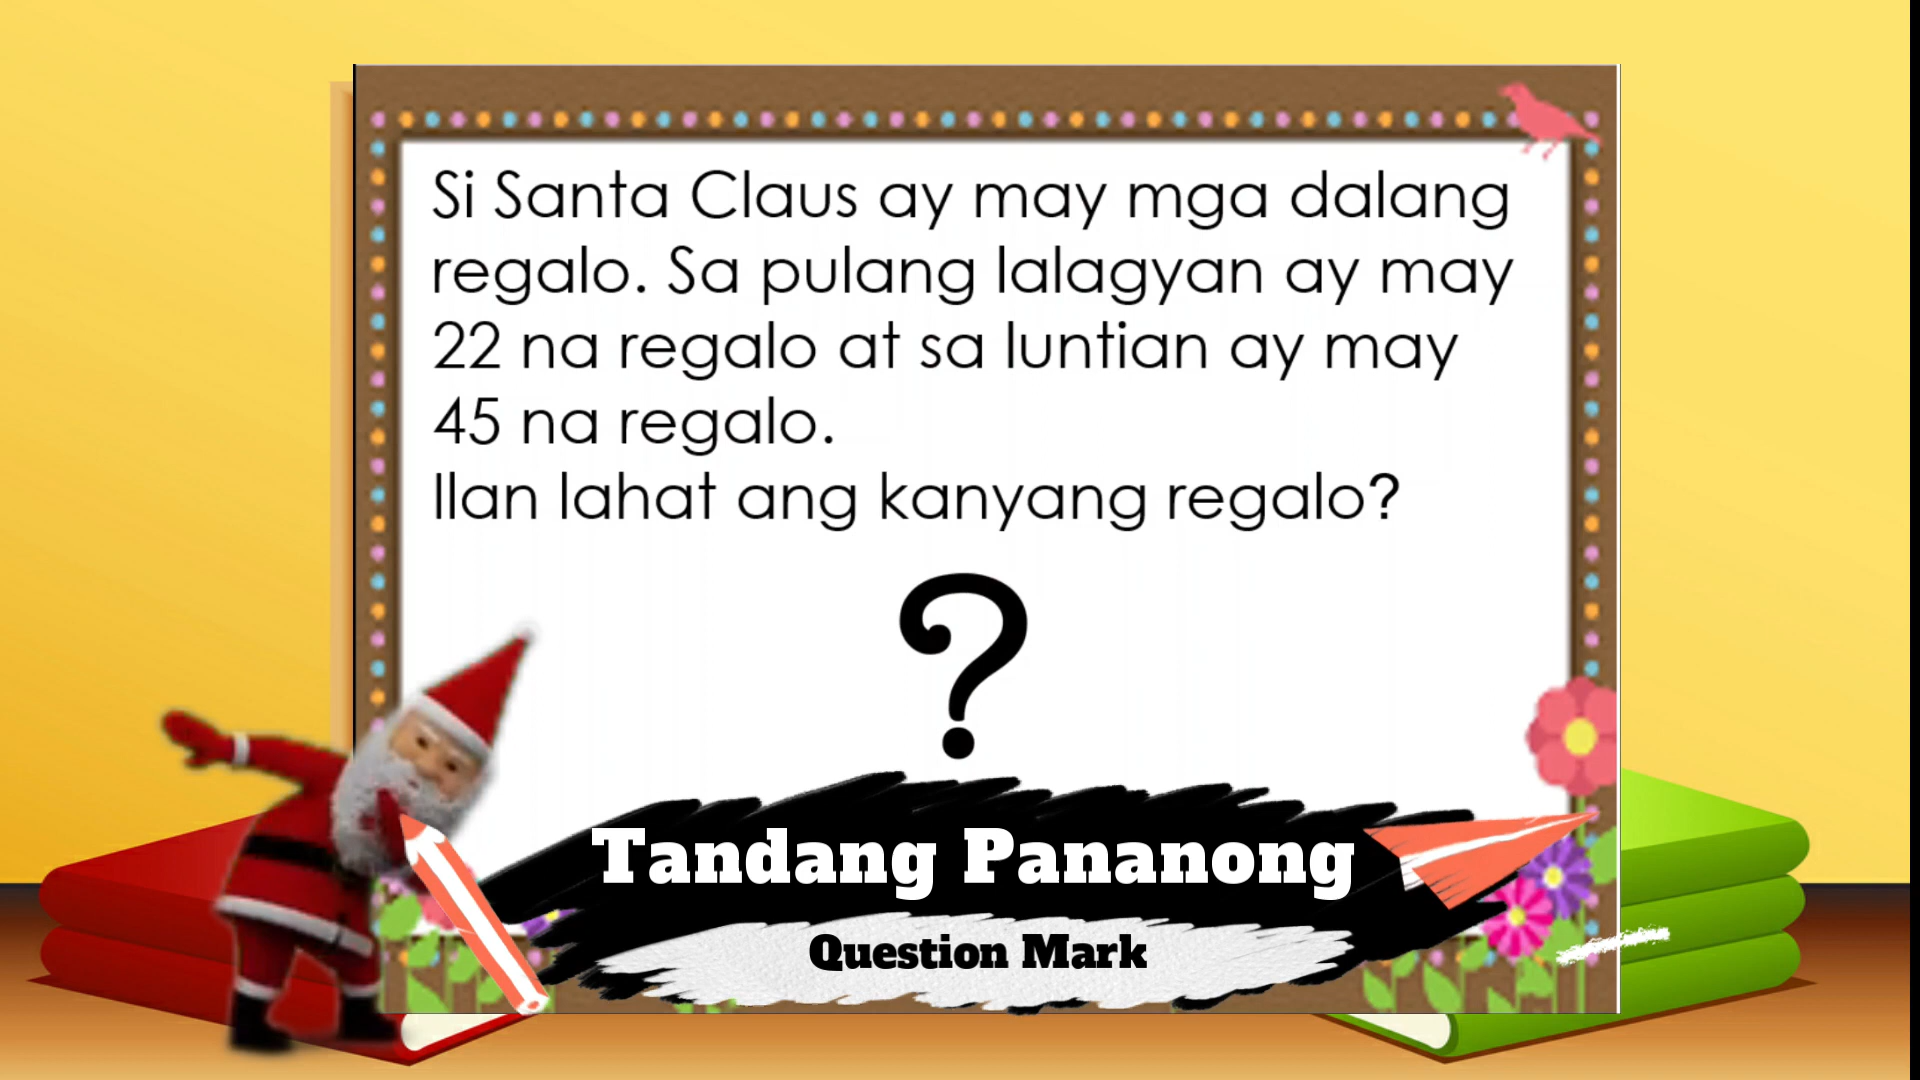 Si Santa Claus ay may mga dalang
regalo. Sa pulang lalagyan ay may
22 na regalo at sa luntian ay may
45 na regalo.
Ilan lahat ang kanyang regalo?
?
Tandang Pananong
Question Mark